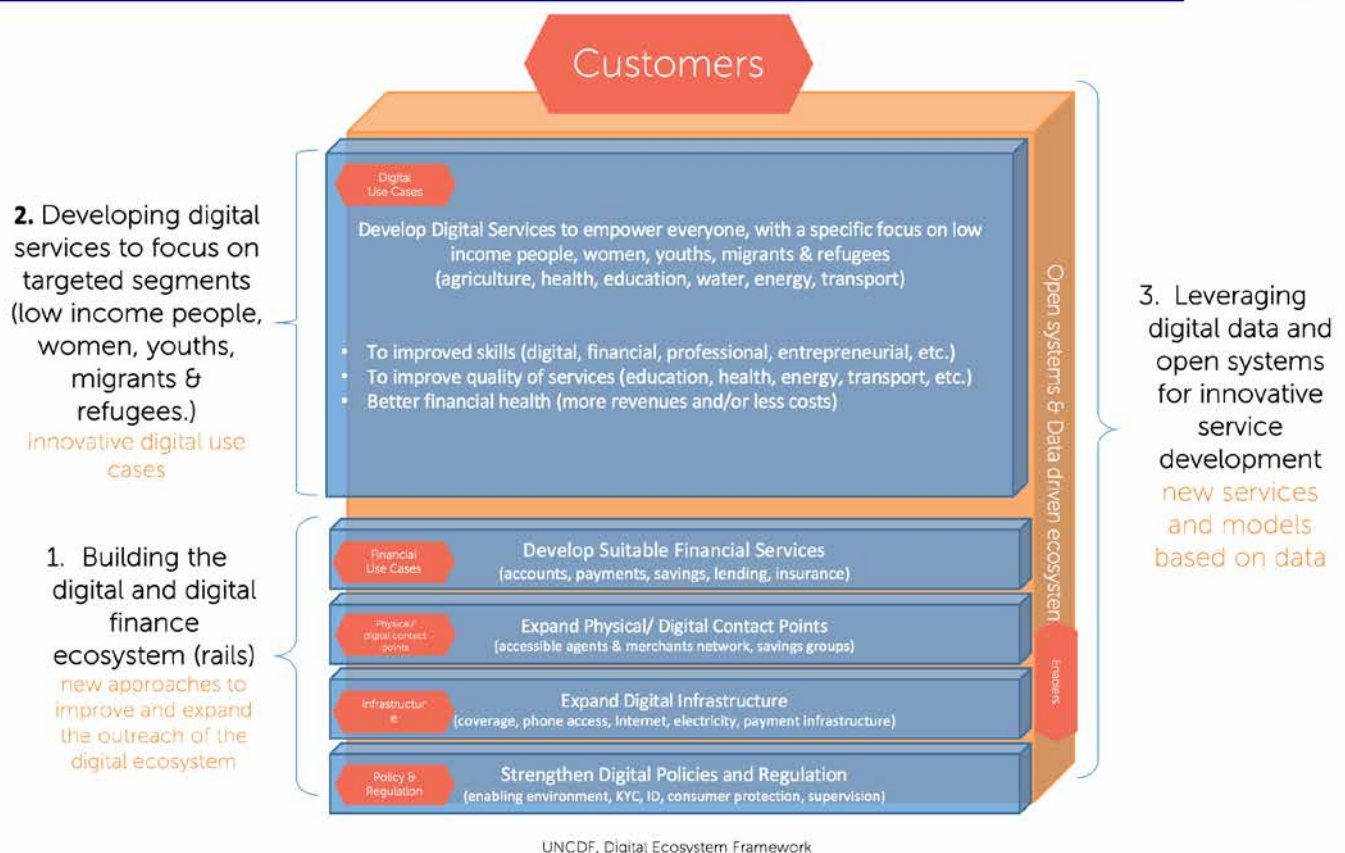 Customers
2. Developing digital
services to focus on
targeted segments
(low income people,
women, youths,
migrants &
refugees.)
innovative digital use
cases
Digital
Use Cases
Develop Digital Services to empower everyone, with a specific focus on low
income people, women, youths, migrants & refugees
(agriculture, health, education, water, energy, transport)
• To improved skills (digital, financial, professional, entrepreneurial, etc.)
• To improve quality of services (education, health, energy, transport, etc.)
• Better financial health (more revenues and/or less costs)
1. Building the
digital and digital
finance
ecosystem (rails)
new approaches to
improve and expand
the outreach of the
digital ecosystem
Financial
Use Cases
Develop Suitable Financial Services
(accounts, payments, savings, lending, insurance)
Physical/
digital contact
points
Expand Physical/ Digital Contact Points
(accessible agents & merchants network, savings groups)
Infrastructur
e
Expand Digital Infrastructure
(coverage, phone access, Internet, electricity, payment infrastructure)
Policy &
Regulation
Strengthen Digital Policies and Regulation
(enabling environment, KYC, ID, consumer protection, supervision)
Open systems & Data driven ecosystem
Enablers
3. Leveraging
digital data and
open systems
for innovative
service
development
new services
and models
based on data
UNCDF, Digital Ecosystem Framework